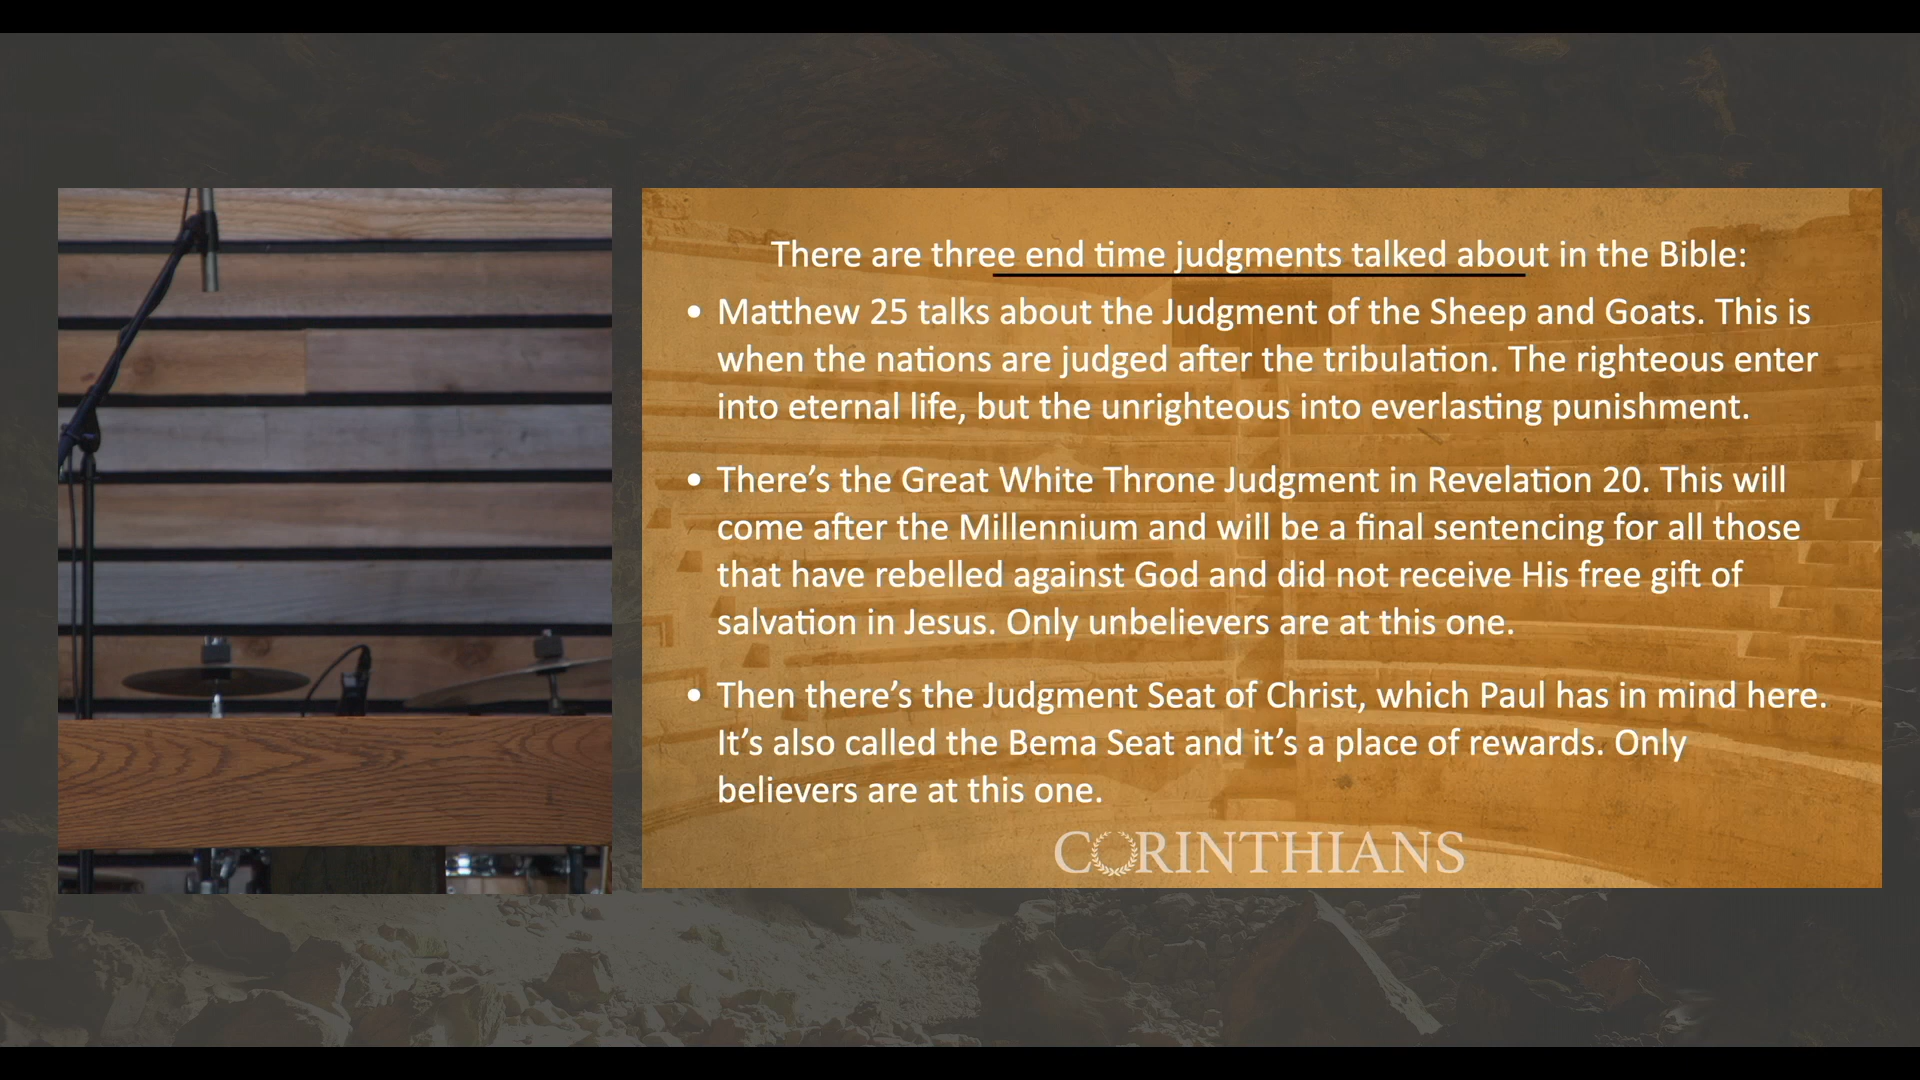 There are three end time judgments talked about in the Bible:
• Matthew 25 talks about the Judgment of the Sheep and Goats. This is
when the nations are judged after the tribulation. The righteous enter
into eternal life, but the unrighteous into everlasting punishment.
• There’s the Great White Throne Judgment in Revelation 20. This will
come after the Millennium and will be a final sentencing for all those
that have rebelled against God and did not receive His free gift of
salvation in Jesus. Only unbelievers are at this one.
• Then there’s the Judgment Seat of Christ, which Paul has in mind here.
It’s also called the Bema Seat and it’s a place of rewards. Only
believers are at this one.
CORINTHIANS